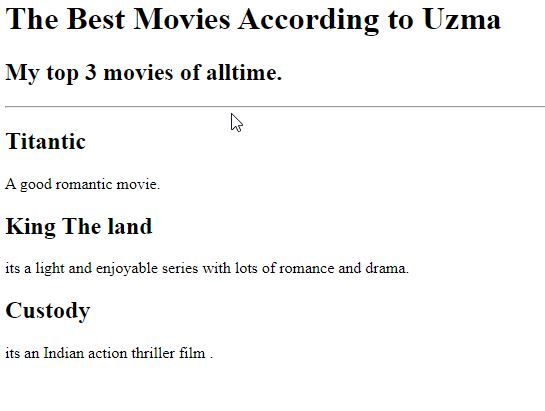 The Best Movies According to Uzma
My top 3 movies of alltime.
Titantic
A good romantic movie.
King The land
its a light and enjoyable series with lots of romance and drama.
Custody
its an Indian action thriller film .